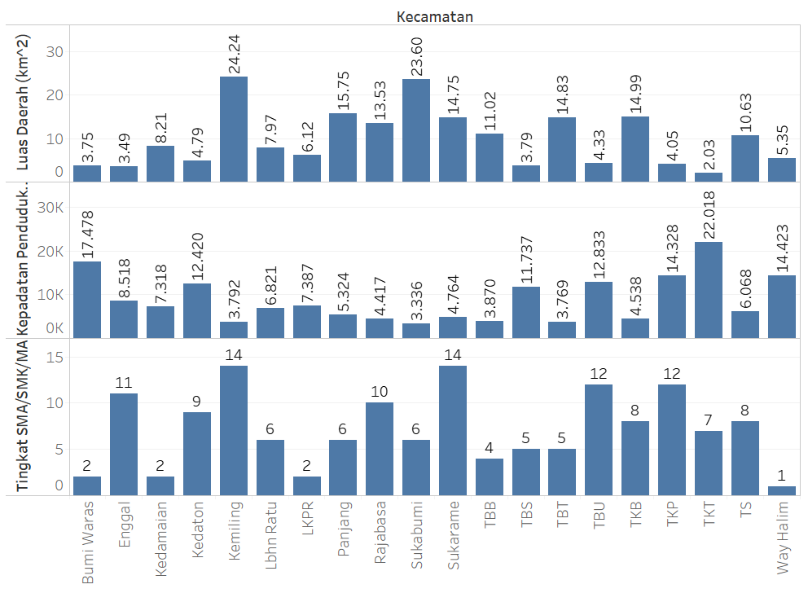 Kecamatan
Luas Daerah (km^2)
30
20
10
0
3.75
3.49
8.21
4.79
24.24
7.97
6.12
15.75
13.53
23.60
14.75
11.02
3.79
14.83
4.33
14.99
4.05
2.03
10.63
5.35
Kepadatan Penduduk..
30K
20K
10K
0K
17.478
8.518
7.318
12.420
3.792
6.821
7.387
5.324
4.417
3.336
4.764
3.870
11.737
3.769
12.833
4.538
14.328
22.018
6.068
14.423
Tingkat SMA/SMK/MA
15
10
5
0
2
11
2
9
14
6
2
6
10
6
14
4
5
5
12
8
12
7
8
1
Bumi Waras
Enggal
Kedamaian
Kedaton
Kemiling
Lbhn Ratu
LKPR
Panjang
Rajabasa
Sukabumi
Sukarame
TBB
TBS
TBT
TBU
TKB
TKP
TKT
TS
Way Halim